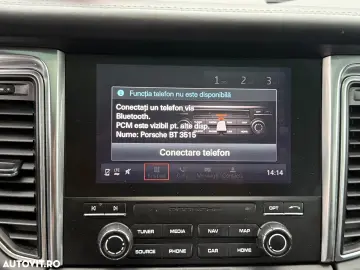 AUTOVIT.ro
1 2 3
Funcția telefon nu este disponibilă
Conectați un telefon via
Bluetooth.
PCM este vizibil pt. alte disp.
Nume: Porsche BT 3515
Conectare telefon
14:14
OPT
TUNER MEDIA NAV MAP
SOURCE PHONE CAR HOME